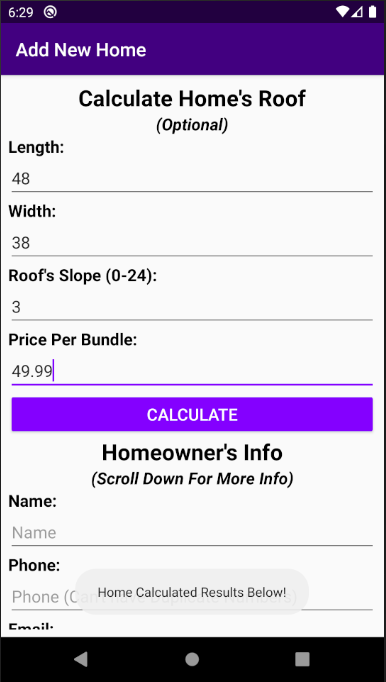 6:29
Add New Home
Calculate Home's Roof
(Optional)
Length:
48
Width:
38
Roof's Slope (0-24):
3
Price Per Bundle:
49.99
CALCULATE
Homeowner's Info
(Scroll Down For More Info)
Name:
Name
Phone:
Home Calculated Results Below!
Phone
Email: